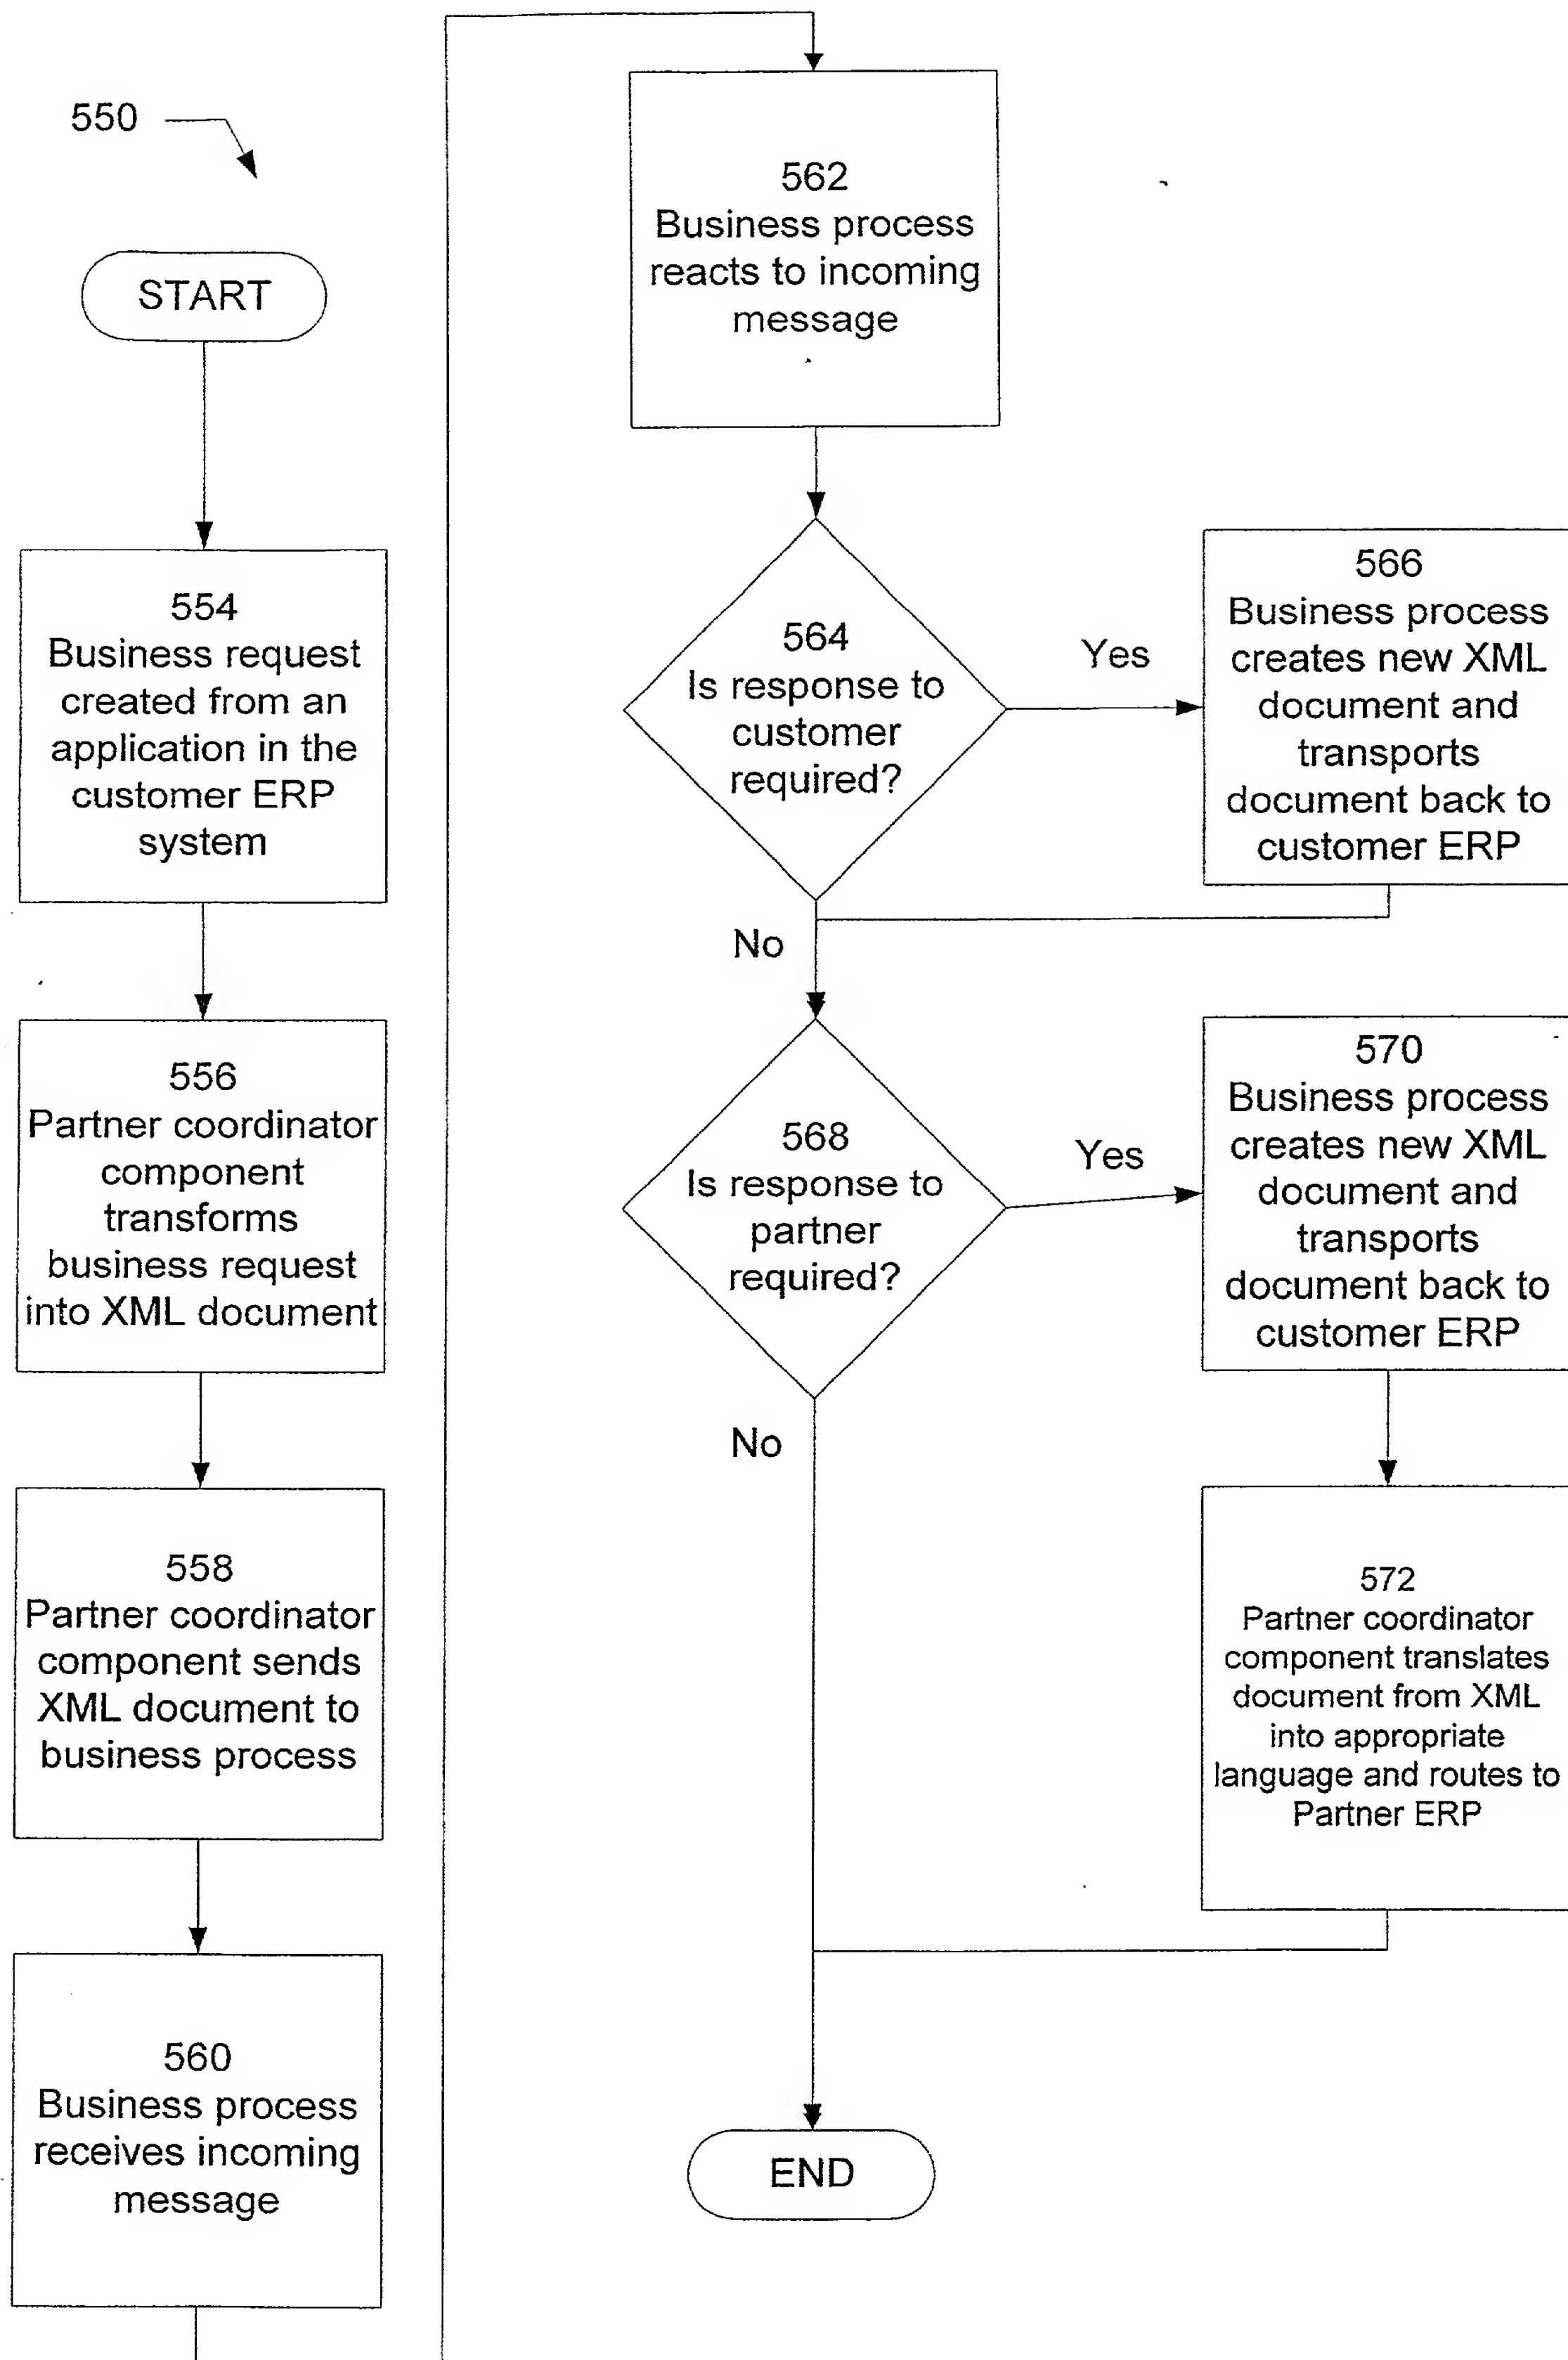 550
START
554
Business request
created from an
application in the
customer ERP
system
556
Partner coordinator
component
transforms
business request
into XML document
558
Partner coordinator
component sends
XML document to
business process
560
Business process
receives incoming
message
562
Business process
reacts to incoming
message
564
Is response to
customer
required?
Yes
566
Business process
creates new XML
document and
transports
document back to
customer ERP
No
568
Is response to
partner
required?
Yes
570
Business process
creates new XML
document and
transports
document back to
customer ERP
No
572
Partner coordinator
component translates
document from XML
into appropriate
language and routes to
Partner ERP
END